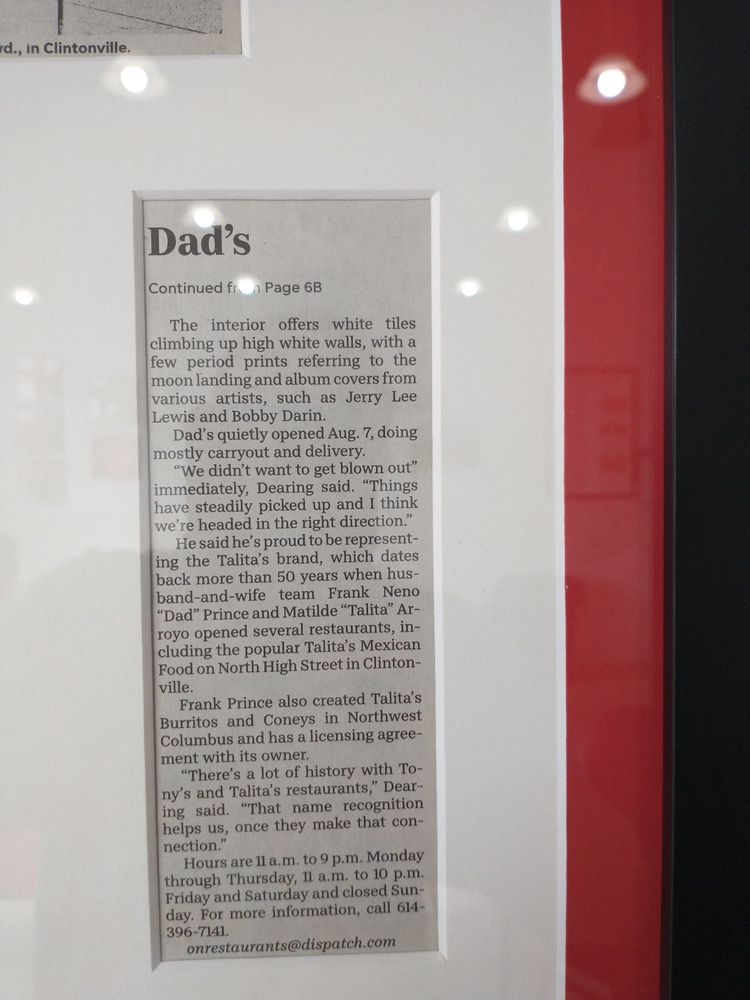 vd., in Clintonville.
Dad's
Continued from Page 6B
The interior offers white tiles
climbing up high white walls, with a
few period prints referring to the
moon landing and album covers from
various artists, such as Jerry Lee
Lewis and Bobby Darin.
Dad's quietly opened Aug. 7, doing
mostly carryout and delivery.
“We didn't want to get blown out”
immediately, Dearing said. “Things
have steadily picked up and I think
we're headed in the right direction.”
He said he's proud to be represent-
ing the Talita's brand, which dates
back more than 50 years when hus-
band-and-wife team Frank Neno
“Dad” Prince and Matilde “Talita” Ar-
royo opened several restaurants, in-
cluding the popular Talita's Mexican
Food on North High Street in Clinton-
ville.
Frank Prince also created Talita's
Burritos and Coneys in Northwest
Columbus and has a licensing agree-
ment with its owner.
“There's a lot of history with To-
ny's and Talita's restaurants,” Dear-
ing said. “That name recognition
helps us, once they make that con-
nection.”
Hours are 11 a.m. to 9 p.m. Monday
through Thursday, 11 a.m. to 10 p.m.
Friday and Saturday and closed Sun-
day. For more information, call 614-
396-7141.
onrestaurants@dispatch.com